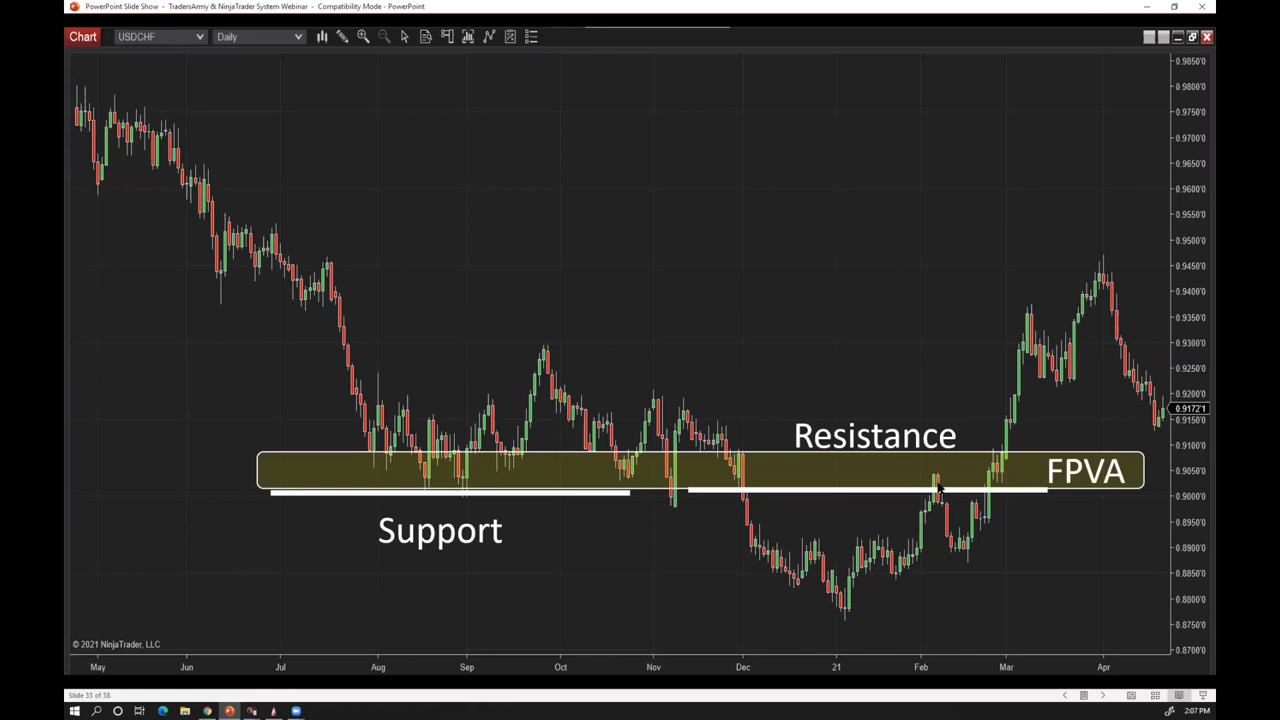 PowerPoint Slide Show - TradersArmy & NinjaTrader System Webinar - Compatibility Mode - PowerPoint
Chart USDCHF Daily
0.9850'0
0.9800'0
0.9750'0
0.9700'0
0.9650'0
0.9600'0
0.9550'0
0.9500'0
0.9450'0
0.9400'0
0.9350'0
0.9300'0
0.9250'0
0.9200'0
0.9172'1
0.9150'0
0.9100'0
0.9050'0
0.9000'0
0.8950'0
0.8900'0
0.8850'0
0.8800'0
0.8750'0
0.8700'0
Resistance
FPVA
Support
© 2021 NinjaTrader, LLC
May Jun Jul Aug Sep Oct Nov Dec 21 Feb Mar Apr
Slide 33 of 38
2:07 PM